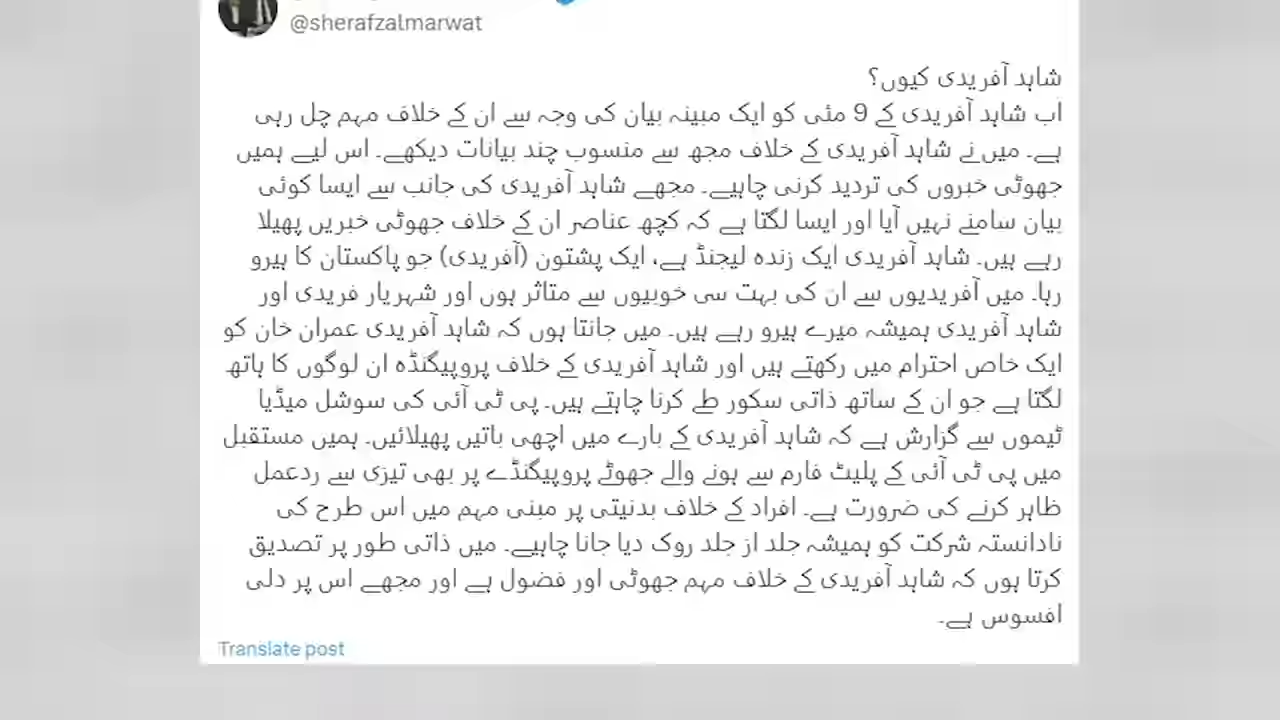 @sherafzalmarwat
شاہد آفریدی کیوں؟
اب شاہد آفریدی کے 9 مئی کو ایک مبینہ بیان کی وجہ سے ان کے خلاف مہم چل رہی
ہے۔ میں نے شاہد آفریدی کے خلاف مجھ سے منسوب چند بیانات دیکھے۔ اس لیے ہمیں
جھوٹی خبروں کی تردید کرنی چاہیے۔ مجھے شاہد آفریدی کی جانب سے ایسا کوئی
بیان سامنے نہیں آیا اور ایسا لگتا ہے کہ کچھ عناصر ان کے خلاف جھوٹی خبریں پھیلا
رہے ہیں۔ شاہد آفریدی ایک زندہ لیجنڈ ہے، ایک پشتون (آفریدی) جو پاکستان کا ہیرو
رہا۔ میں آفریدیوں سے ان کی بہت سی خوبیوں سے متاثر ہوں اور شہریار فریدی اور
شاہد آفریدی ہمیشہ میرے ہیرو رہے ہیں۔ میں جانتا ہوں کہ شاہد آفریدی عمران خان کو
ایک خاص احترام میں رکھتے ہیں اور شاہد آفریدی کے خلاف پروپیگنڈہ ان لوگوں کا ہاتھ
لگتا ہے جو ان کے ساتھ ذاتی سکور طے کرنا چاہتے ہیں۔ پی ٹی آئی کی سوشل میڈیا
ٹیموں سے گزارش ہے کہ شاہد آفریدی کے بارے میں اچھی باتیں پھیلائیں۔ ہمیں مستقبل
میں پی ٹی آئی کے پلیٹ فارم سے ہونے والے جھوٹے پروپیگنڈے پر بھی تیزی سے ردعمل
ظاہر کرنے کی ضرورت ہے۔ افراد کے خلاف بدنیتی پر مبنی مہم میں اس طرح کی
نادانستہ شرکت کو ہمیشہ جلد از جلد روک دیا جانا چاہیے۔ میں ذاتی طور پر تصدیق
کرتا ہوں کہ شاہد آفریدی کے خلاف مہم جھوٹی اور فضول ہے اور مجھے اس پر دلی
افسوس ہے۔
Translate post